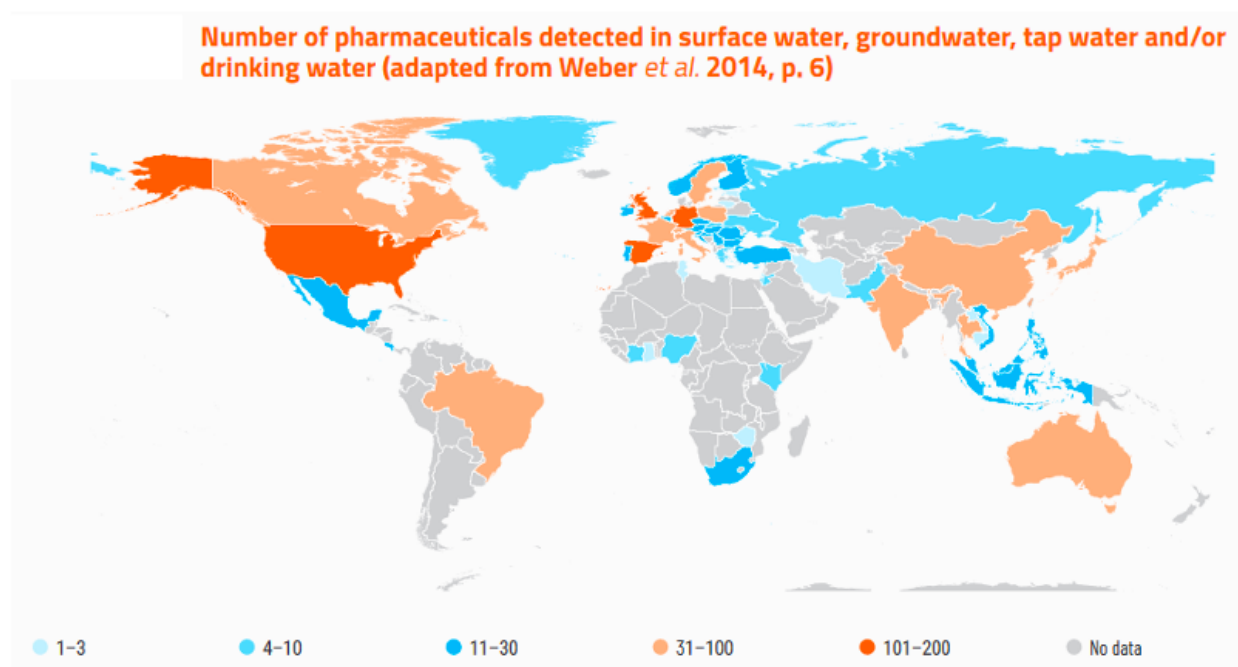 Number of pharmaceuticals detected in surface water, groundwater, tap water and/or
drinking water (adapted from Weber et al. 2014, p. 6)
1–3
4–10
11–30
31–100
101–200
No data